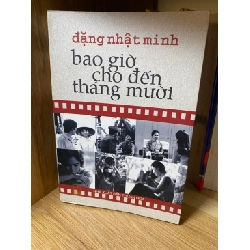 đặng nhật minh
bao giờ
cho đến
tháng mười